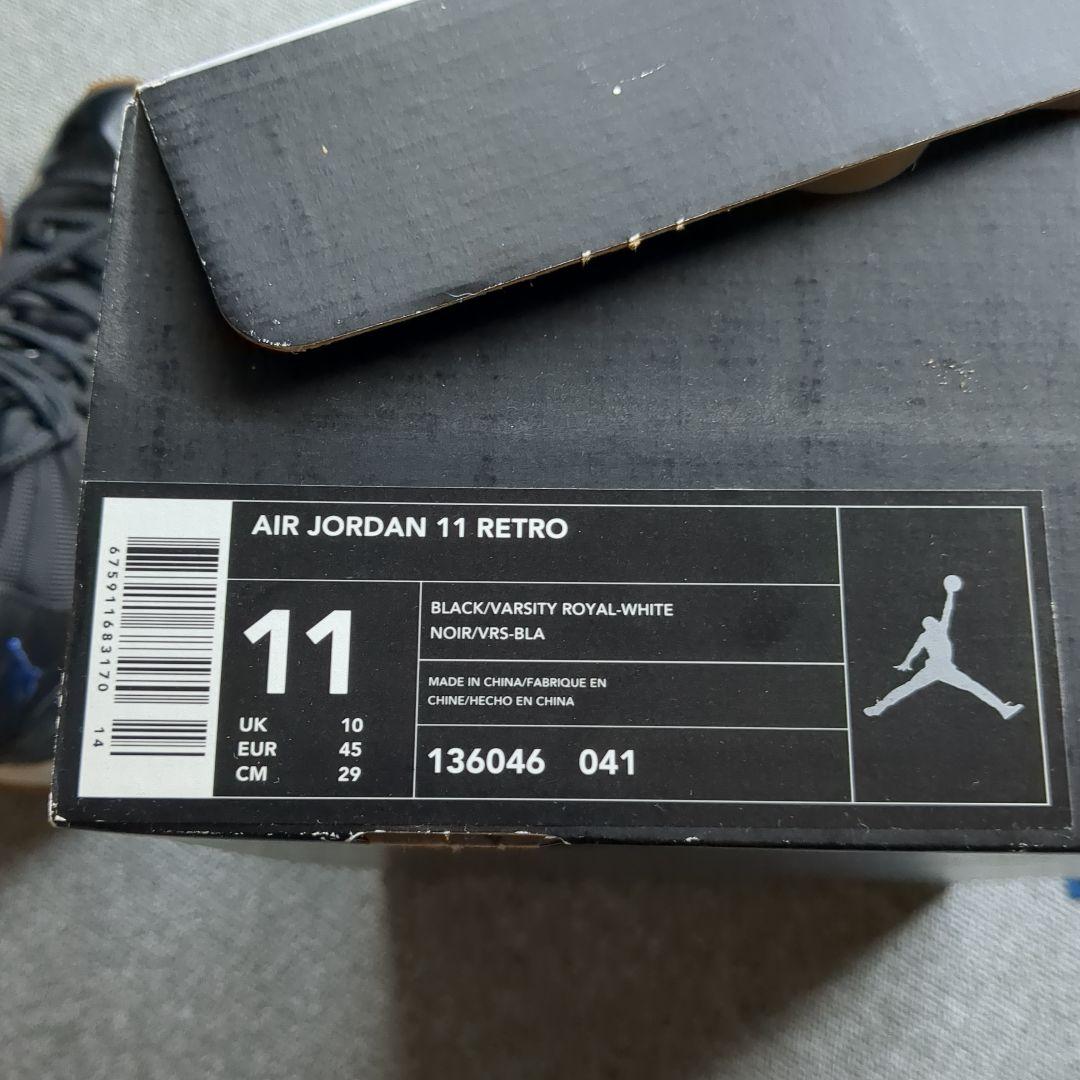 AIR JORDAN 11 RETRO
11
UK 10
EUR 45
CM 29
BLACK/VARSITY ROYAL-WHITE
NOIR/VRS-BLA
MADE IN CHINA/FABRIQUE EN
CHINE/HECHO EN CHINA
136046 041
675911683170 14